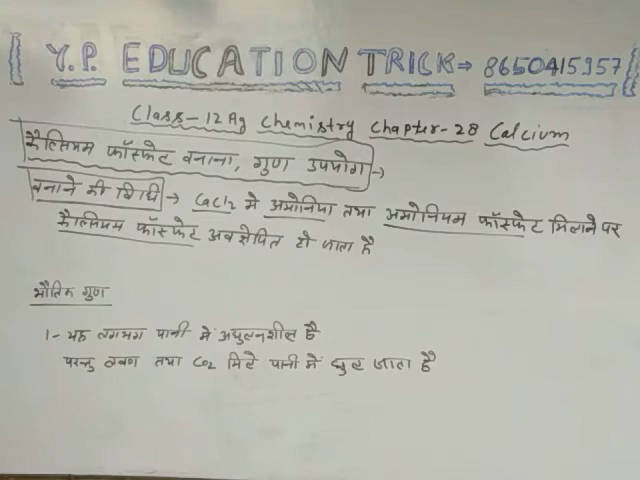 Y.P. EDUCATION TRICK→ 8650415957
Class-12 Ag Chemistry Chapter-28 Calcium
कैल्सियम फॉस्फेट बनाना, गुण उपयोग→
बनाने की विधि → CaCl2 में अमोनिया तथा अमोनियम फॉस्फेट मिलाने पर
कैल्सियम फॉस्फेट अवक्षेपित हो जाता है
भौतिक गुण
1- यह लगभग पानी में अघुलनशील है
परन्तु लवण तथा CO2 मिले पानी में घुल जाता है